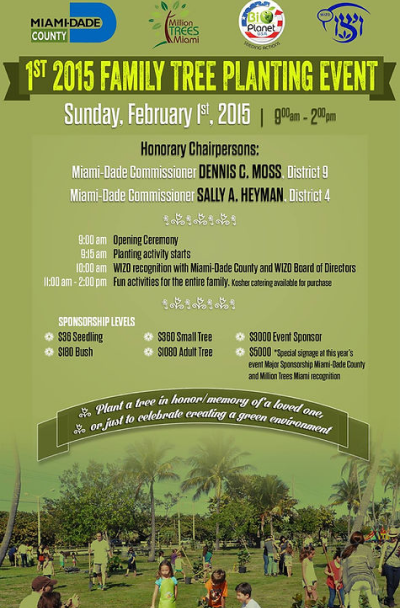 MIAMI-DADE
COUNTY
Million
TREES
Miami
BiO
Planet
1ST 2015 FAMILY TREE PLANTING EVENT
Sunday, February 1st, 2015 | 900am - 200pm
Honorary Chairpersons:
Miami-Dade Commissioner DENNIS C. MOSS, District 9
Miami-Dade Commissioner SALLY A. HEYMAN, District 4
9:00 am Opening Ceremony
9:15 am Planting activity starts
10:00 am WIZO recognition with Miami-Dade County and WIZO Board of Directors
11:00 am - 2:00 pm Fun activities for the entire family. Kosher catering available for purchase
SPONSORSHIP LEVELS
$36 Seedling
$180 Bush
$360 Small Tree
$1080 Adult Tree
$3000 Event Sponsor
$5000 *Special signage at this year's
event Major Sponsorship Miami-Dade County
and Million Trees Miami recognition
Plant a tree in honor/memory of a loved one,
or just to celebrate creating a green environment